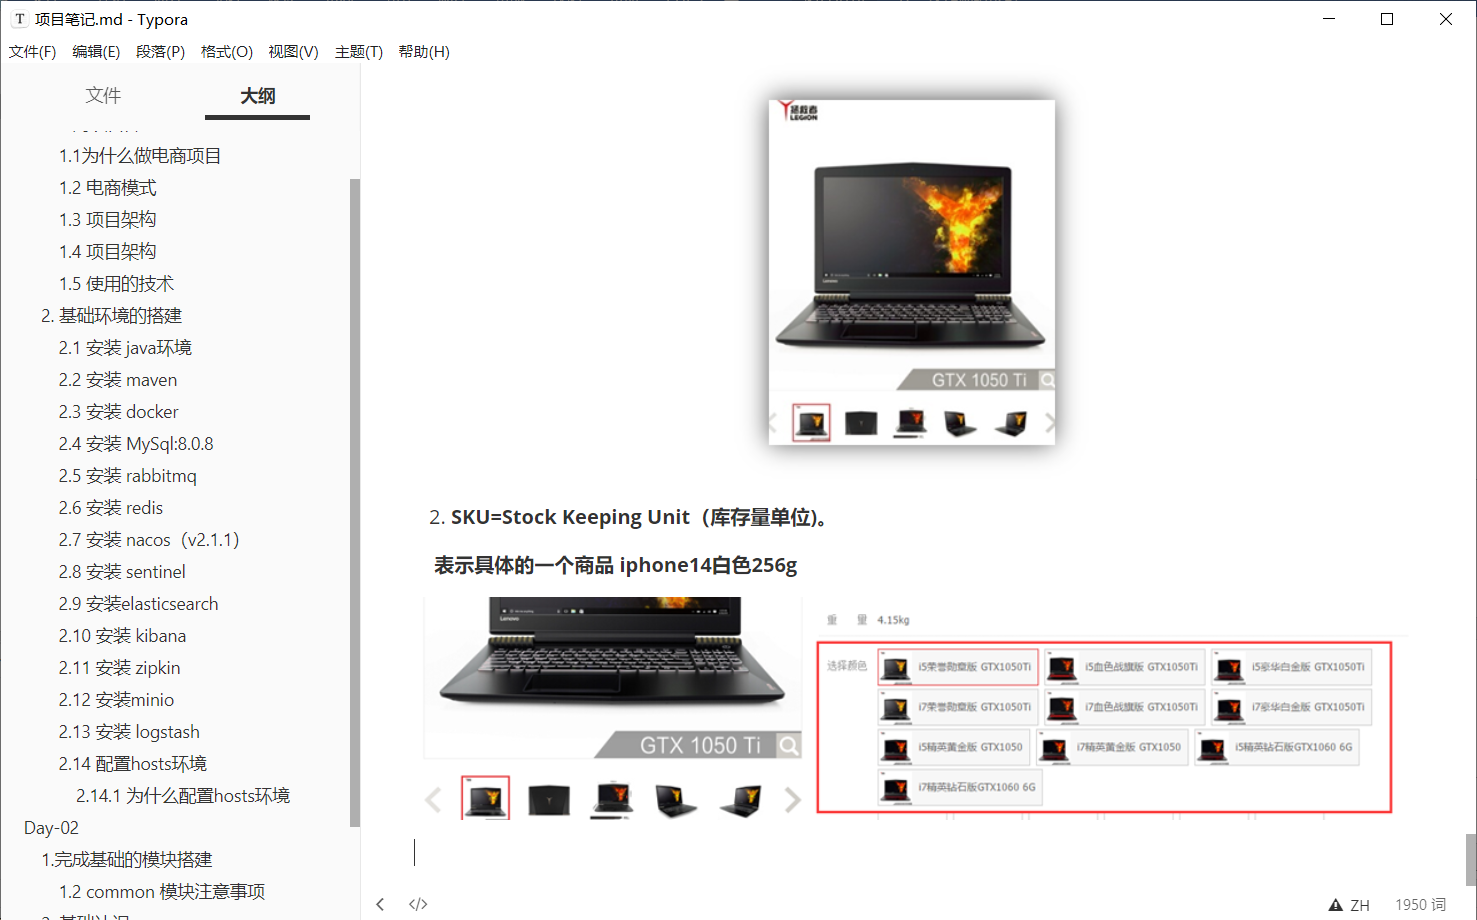 项目笔记.md - Typora
文件(F) 编辑(E) 段落(P) 格式(O) 视图(V) 主题(T) 帮助(H)
文件 大纲
1.1为什么做电商项目
1.2 电商模式
1.3 项目架构
1.4 项目架构
1.5 使用的技术
2. 基础环境的搭建
2.1 安装 java环境
2.2 安装 maven
2.3 安装 docker
2.4 安装 MySql:8.0.8
2.5 安装 rabbitmq
2.6 安装 redis
2.7 安装 nacos（v2.1.1）
2.8 安装 sentinel
2.9 安装elasticsearch
2.10 安装 kibana
2.11 安装 zipkin
2.12 安装minio
2.13 安装 logstash
2.14 配置hosts环境
2.14.1 为什么配置hosts环境
Day-02
1.完成基础的模块搭建
1.2 common 模块注意事项
拯救者
LEGION
Lenovo
GTX 1050 Ti
2. SKU=Stock Keeping Unit（库存量单位)。
表示具体的一个商品 iphone14白色256g
Lenovo
GTX 1050 Ti
重 量 4.15kg
选择颜色 i5荣誉勋章版 GTX1050Ti i5血色战旗版 GTX1050Ti i5豪华白金版 GTX1050Ti
i7荣誉勋章版 GTX1050Ti i7血色战旗版 GTX1050Ti i7豪华白金版 GTX1050Ti
i5精英黄金版 GTX1050 i7精英黄金版 GTX1050 i5精英钻石版GTX1060 6G
i7精英钻石版GTX1060 6G
ZH 1950 词